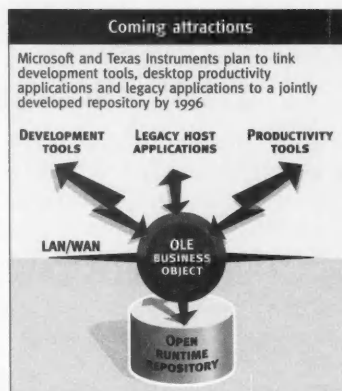 Coming attractions
Microsoft and Texas Instruments plan to link
development tools, desktop productivity
applications and legacy applications to a jointly
developed repository by 1996
DEVELOPMENT
TOOLS
LEGACY HOST
APPLICATIONS
PRODUCTIVITY
TOOLS
LAN/WAN
OLE
BUSINESS
OBJECT
OPEN
RUNTIME
REPOSITORY